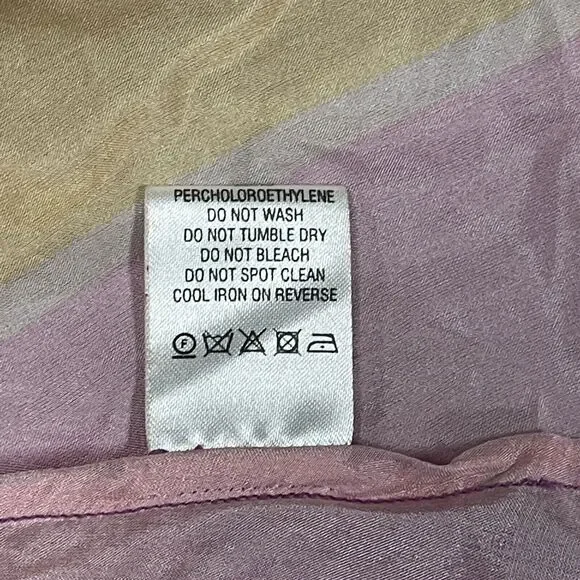 PERCHOLOROETHYLENE
DO NOT WASH
DO NOT TUMBLE DRY
DO NOT BLEACH
DO NOT SPOT CLEAN
COOL IRON ON REVERSE
F